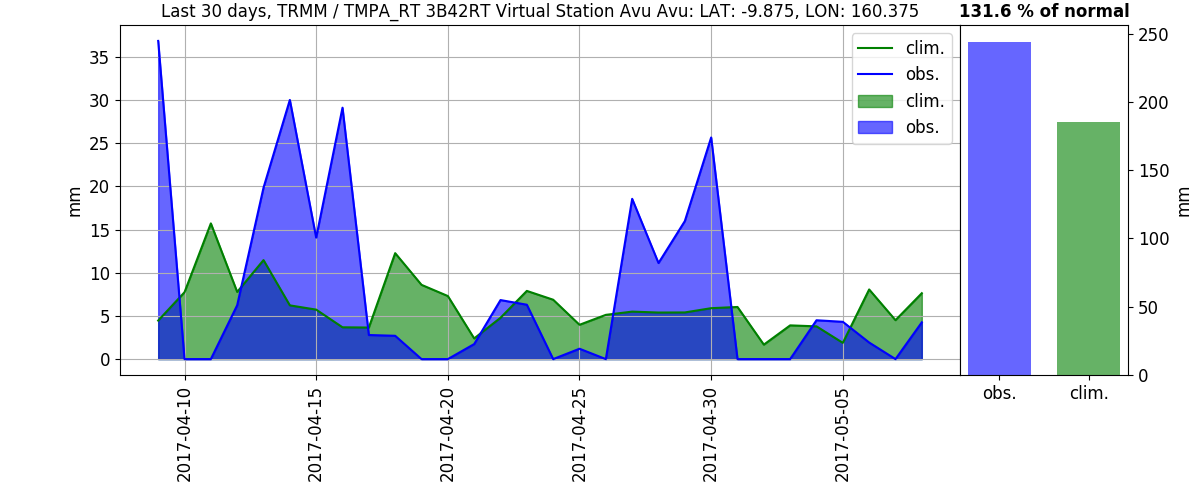 Last 30 days, TRMM / TMPA_RT 3B42RT Virtual Station Avu Avu: LAT: -9.875, LON: 160.375
131.6 % of normal
clim.
obs.
clim.
obs.
35
30
25
20
15
10
5
0
mm
2017-04-10
2017-04-15
2017-04-20
2017-04-25
2017-04-30
2017-05-05
250
200
150
100
50
0
mm
obs.
clim.